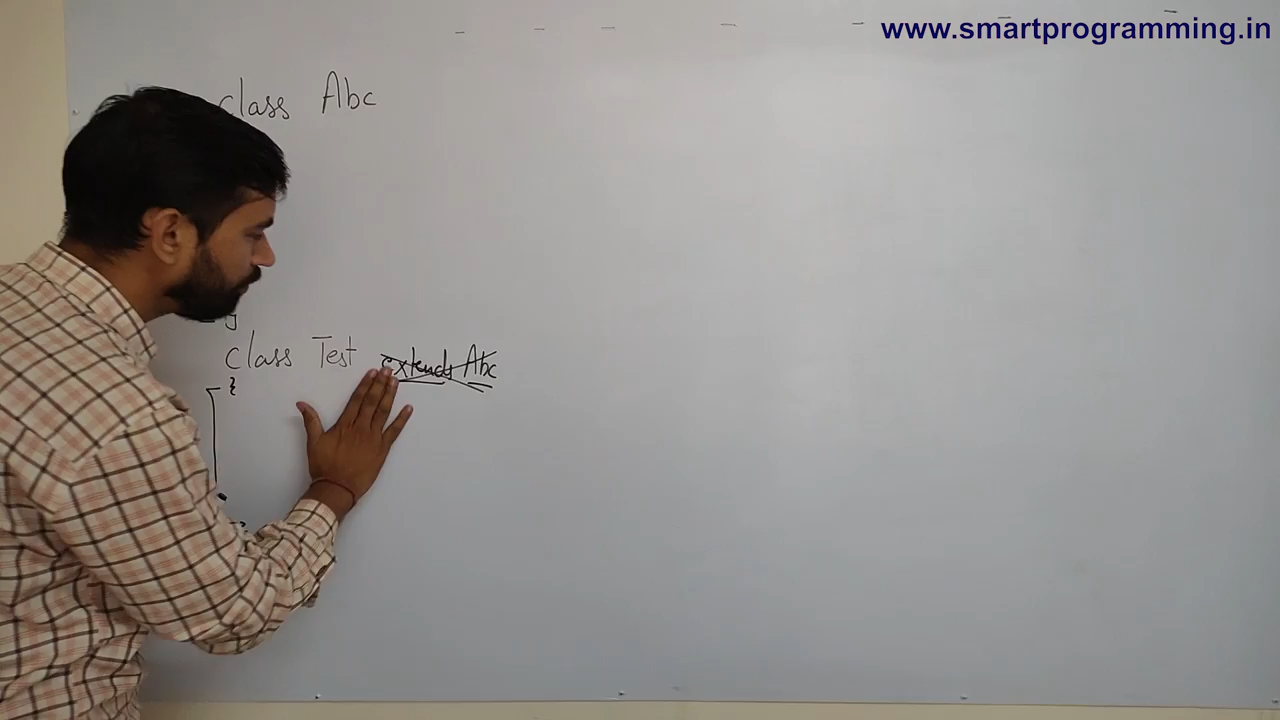 www.smartprogramming.in
class Abc
}
class Test extends Abc
{